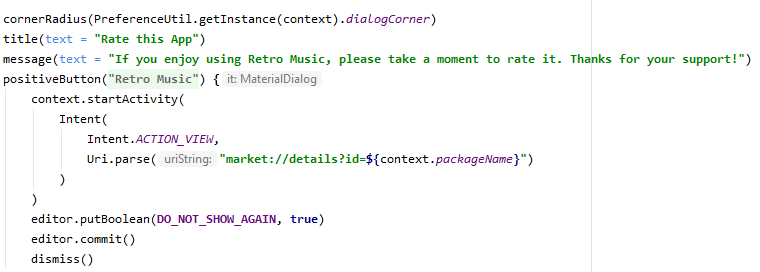 cornerRadius(PreferenceUtil.getInstance(context).dialogCorner)
title(text = "Rate this App")
message(text = "If you enjoy using Retro Music, please take a moment to rate it. Thanks for your support!")
positiveButton("Retro Music") { it: MaterialDialog
context.startActivity(
Intent(
Intent.ACTION_VIEW,
Uri.parse( uriString: "market://details?id=${context.packageName}")
)
)
editor.putBoolean(DO_NOT_SHOW_AGAIN, true)
editor.commit()
dismiss()